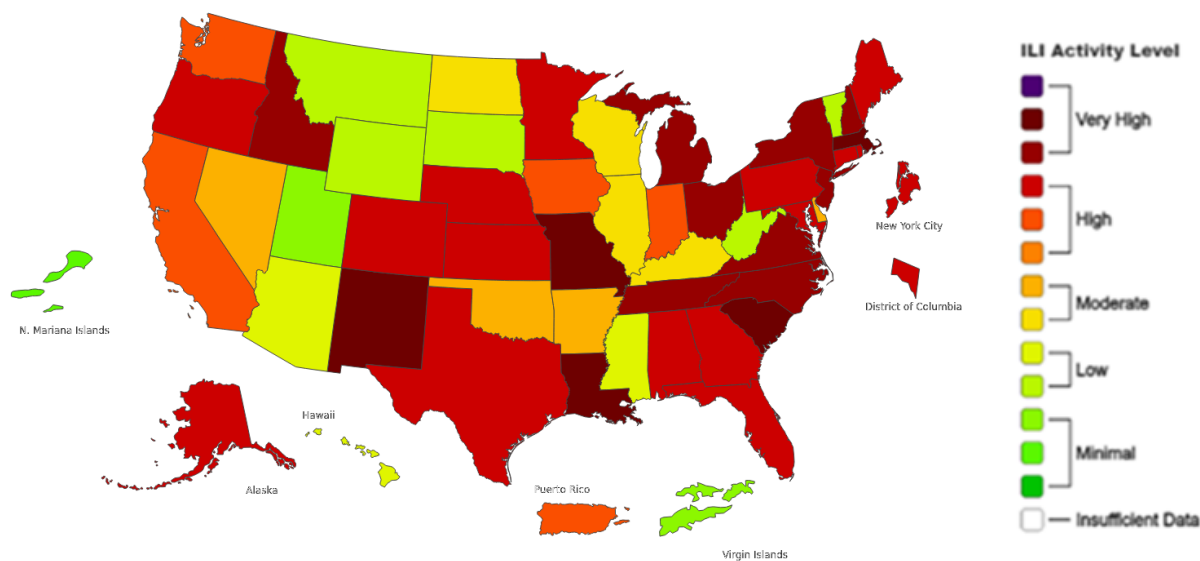 ILI Activity Level
Very High
High
Moderate
Low
Minimal
Insufficient Data
New York City
District of Columbia
N. Mariana Islands
Hawaii
Alaska
Puerto Rico
Virgin Islands